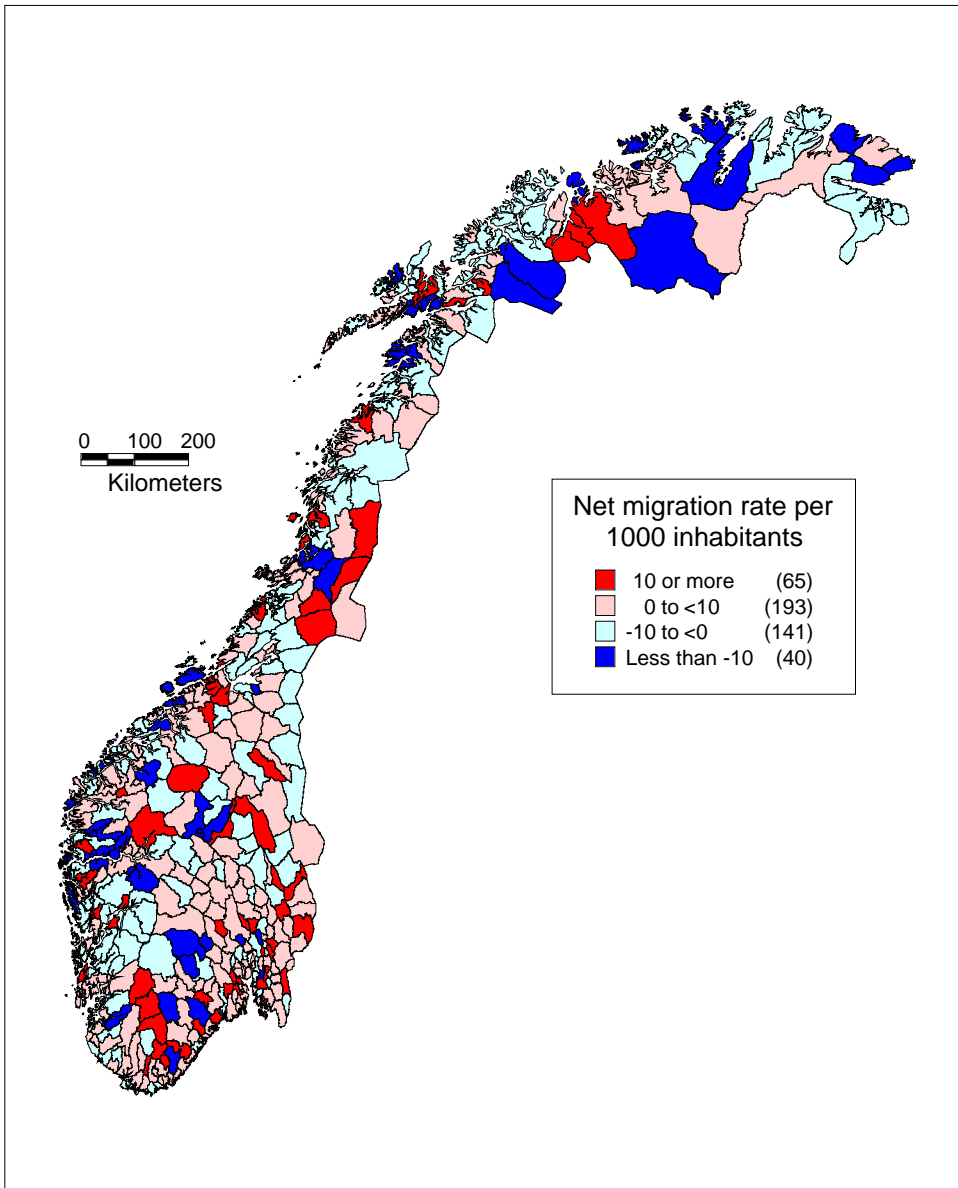 0 100 200
Kilometers
Net migration rate per
1000 inhabitants
10 or more (65)
0 to <10 (193)
-10 to <0 (141)
Less than -10 (40)